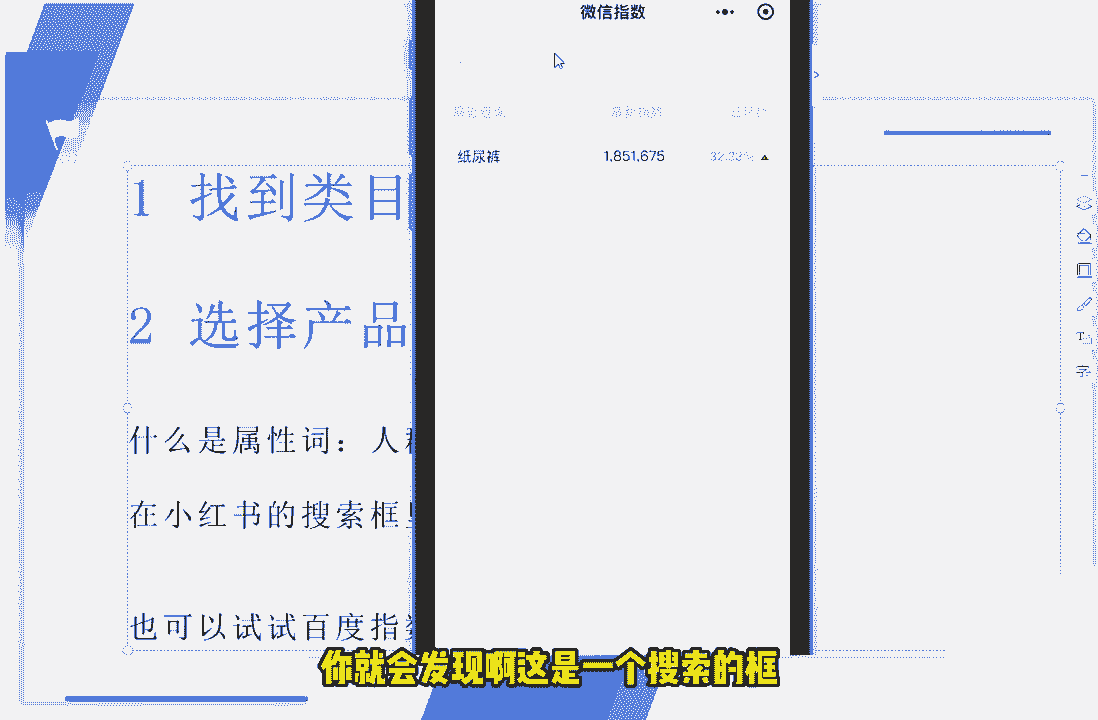 微信指数
纸尿裤 1,851,675
1 找到类目
2 选择产品
什么是属性词：人
在小红书的搜索框
也可以试试百度指
字
你就会发现啊这是一个搜索的框